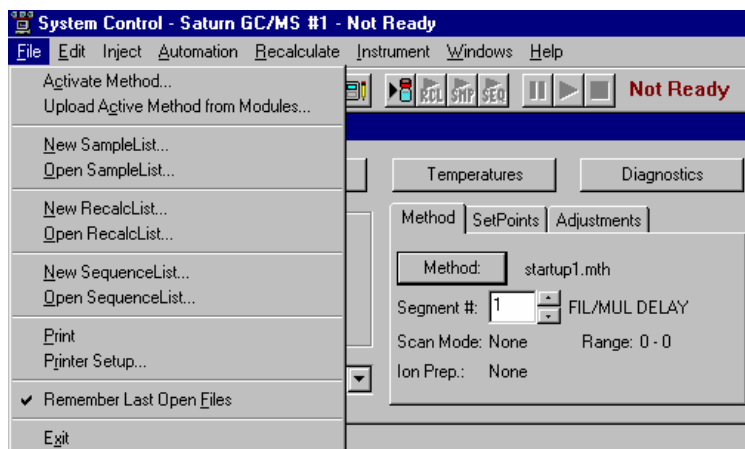 System Control - Saturn GC/MS #1 - Not Ready
File Edit Inject Automation Recalculate Instrument Windows Help
RCL SMP SEQ Not Ready
Activate Method...
Upload Active Method from Modules...
New SampleList...
Open SampleList...
New RecalcList...
Open RecalcList...
New SequenceList...
Open SequenceList...
Print
Printer Setup...
✓ Remember Last Open Files
Exit
Temperatures Diagnostics
Method SetPoints Adjustments
Method: startup1.mth
Segment #: 1 FIL/MUL DELAY
Scan Mode: None Range: 0 - 0
Ion Prep.: None